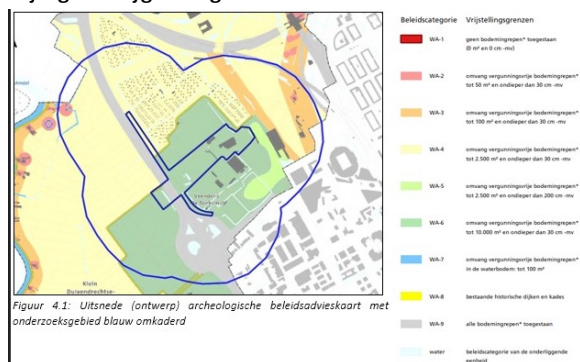 Beleidscategorie Vrijstellingsgrenzen
WA-1 geen bodemingrepen* toegestaan
(0 m² en 0 cm -mv)
WA-2 omvang vergunningsvrije bodemingrepen*
tot 50 m² en ondieper dan 30 cm -mv
WA-3 omvang vergunningsvrije bodemingrepen*
tot 100 m² en ondieper dan 30 cm -mv
WA-4 omvang vergunningsvrije bodemingrepen*
tot 2.500 m² en ondieper dan 30 cm -mv
WA-5 omvang vergunningsvrije bodemingrepen*
tot 2.500 m² en ondieper dan 200 cm -mv
WA-6 omvang vergunningsvrije bodemingrepen*
tot 10.000 m² en ondieper dan 30 cm -mv
WA-7 omvang vergunningsvrije bodemingrepen*
in de waterbodem: tot 100 m²
WA-8 bestaande historische dijken en kades
WA-9 alle bodemingrepen* toegestaan
water beleidscategorie van de onderliggende
eenheid
Klein
Duivendrechtse-
Figuur 4.1: Uitsnede (ontwerp) archeologische beleidsadvieskaart met
onderzoeksgebied blauw omkaderd